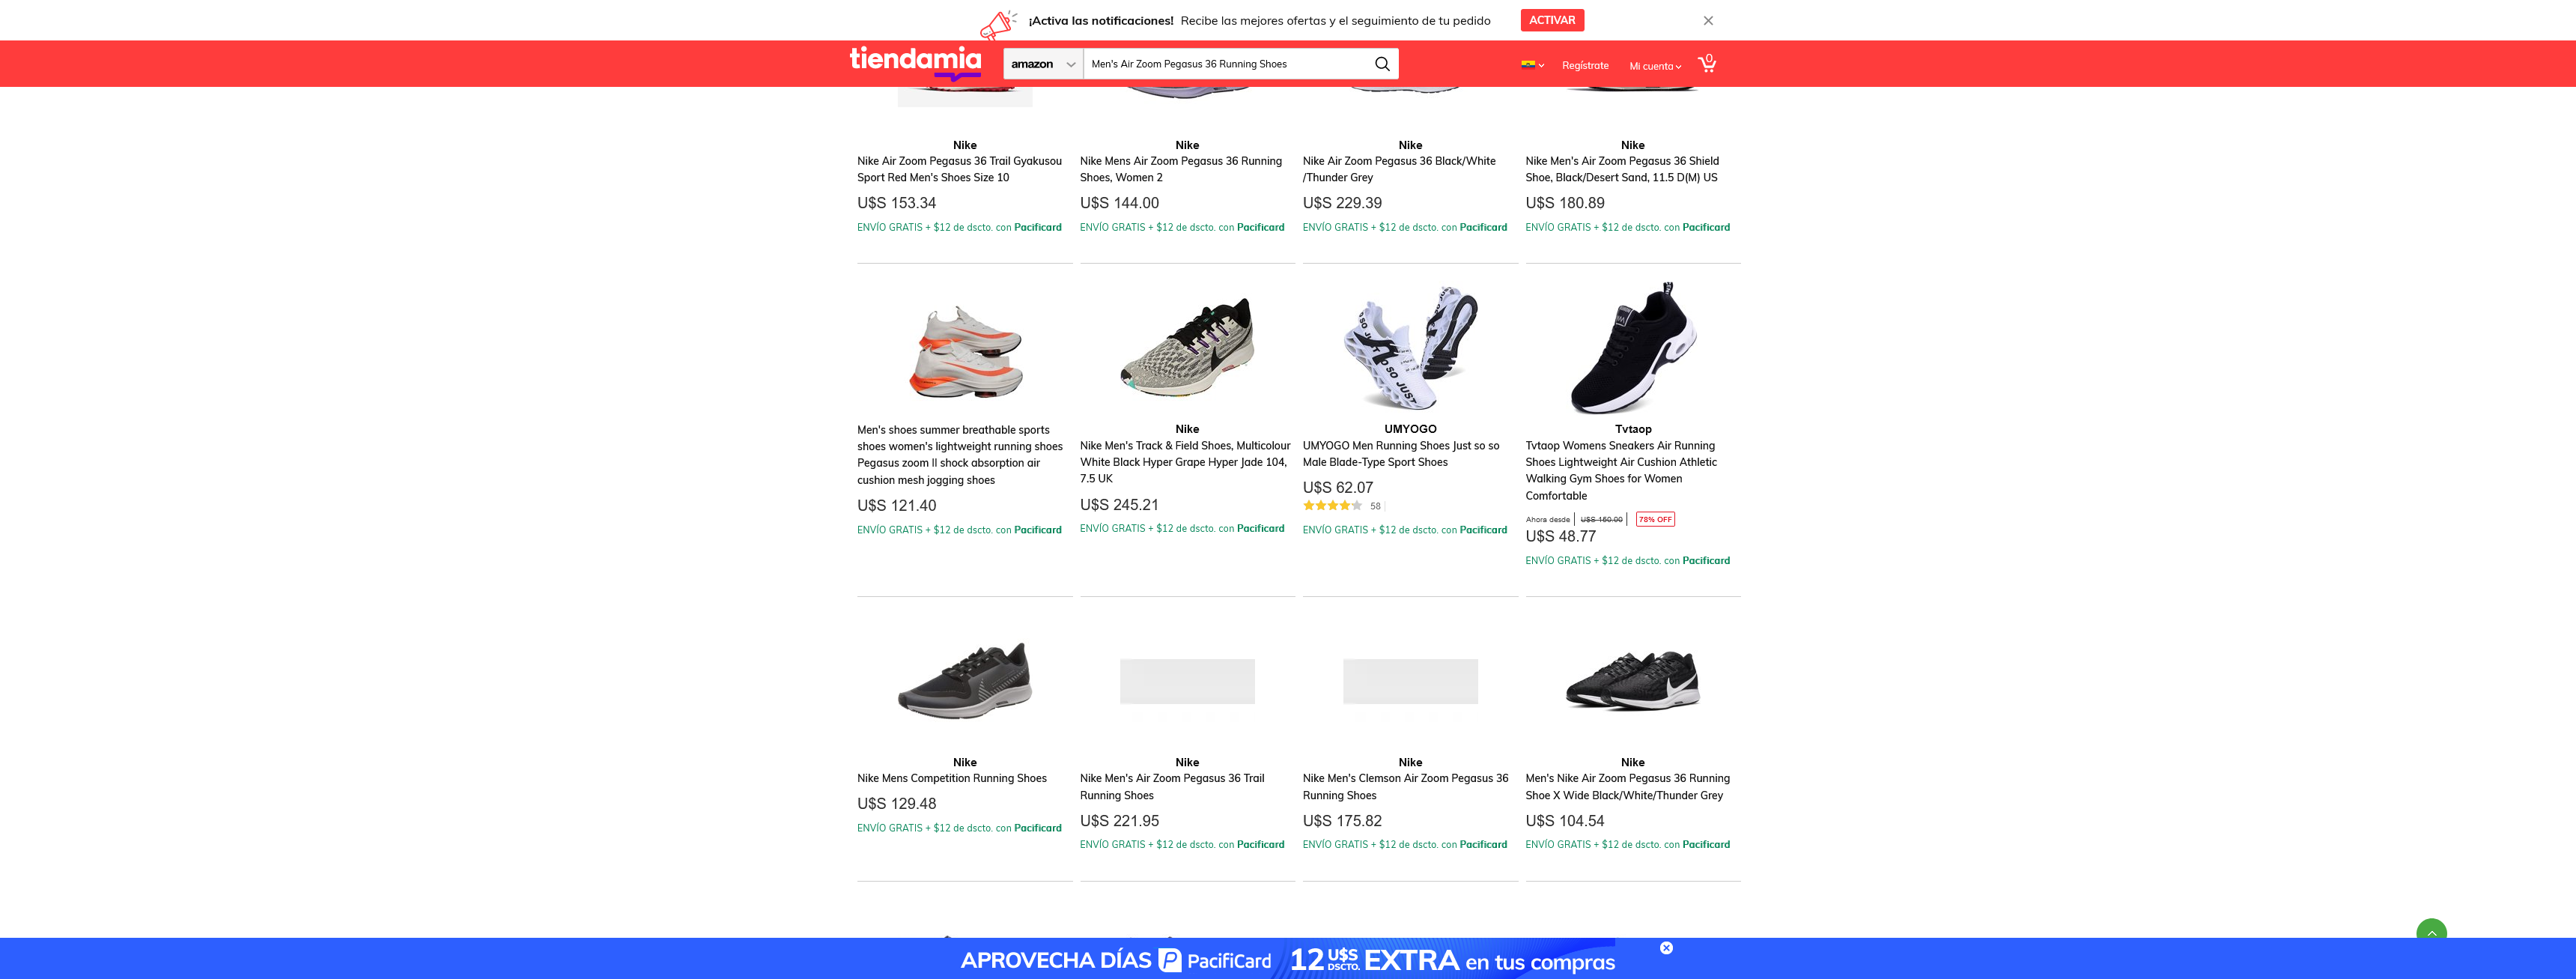 ¡Activa las notificaciones! Recibe las mejores ofertas y el seguimiento de tu pedido ACTIVAR
tiendamia amazon Men's Air Zoom Pegasus 36 Running Shoes Regístrate Mi cuenta 0
Nike
Nike Air Zoom Pegasus 36 Trail Gyakusou
Sport Red Men's Shoes Size 10
U$S 153.34
ENVÍO GRATIS + $12 de dscto. con Pacificard
Nike
Nike Mens Air Zoom Pegasus 36 Running
Shoes, Women 2
U$S 144.00
ENVÍO GRATIS + $12 de dscto. con Pacificard
Nike
Nike Air Zoom Pegasus 36 Black/White
/Thunder Grey
U$S 229.39
ENVÍO GRATIS + $12 de dscto. con Pacificard
Nike
Nike Men's Air Zoom Pegasus 36 Shield
Shoe, Black/Desert Sand, 11.5 D(M) US
U$S 180.89
ENVÍO GRATIS + $12 de dscto. con Pacificard
Men's shoes summer breathable sports
shoes women's lightweight running shoes
Pegasus zoom II shock absorption air
cushion mesh jogging shoes
U$S 121.40
ENVÍO GRATIS + $12 de dscto. con Pacificard
Nike
Nike Men's Track & Field Shoes, Multicolour
White Black Hyper Grape Hyper Jade 104,
7.5 UK
U$S 245.21
ENVÍO GRATIS + $12 de dscto. con Pacificard
UMYOGO
UMYOGO Men Running Shoes Just so so
Male Blade-Type Sport Shoes
U$S 62.07
58
ENVÍO GRATIS + $12 de dscto. con Pacificard
Tvtaop
Tvtaop Womens Sneakers Air Running
Shoes Lightweight Air Cushion Athletic
Walking Gym Shoes for Women
Comfortable
Ahora desde U$S 160.00 78% OFF
U$S 48.77
ENVÍO GRATIS + $12 de dscto. con Pacificard
Nike
Nike Mens Competition Running Shoes
U$S 129.48
ENVÍO GRATIS + $12 de dscto. con Pacificard
Nike
Nike Men's Air Zoom Pegasus 36 Trail
Running Shoes
U$S 221.95
ENVÍO GRATIS + $12 de dscto. con Pacificard
Nike
Nike Men's Clemson Air Zoom Pegasus 36
Running Shoes
U$S 175.82
ENVÍO GRATIS + $12 de dscto. con Pacificard
Nike
Men's Nike Air Zoom Pegasus 36 Running
Shoe X Wide Black/White/Thunder Grey
U$S 104.54
ENVÍO GRATIS + $12 de dscto. con Pacificard
APROVECHA DÍAS PacifiCard 12 U$S DSCTO. EXTRA en tus compras